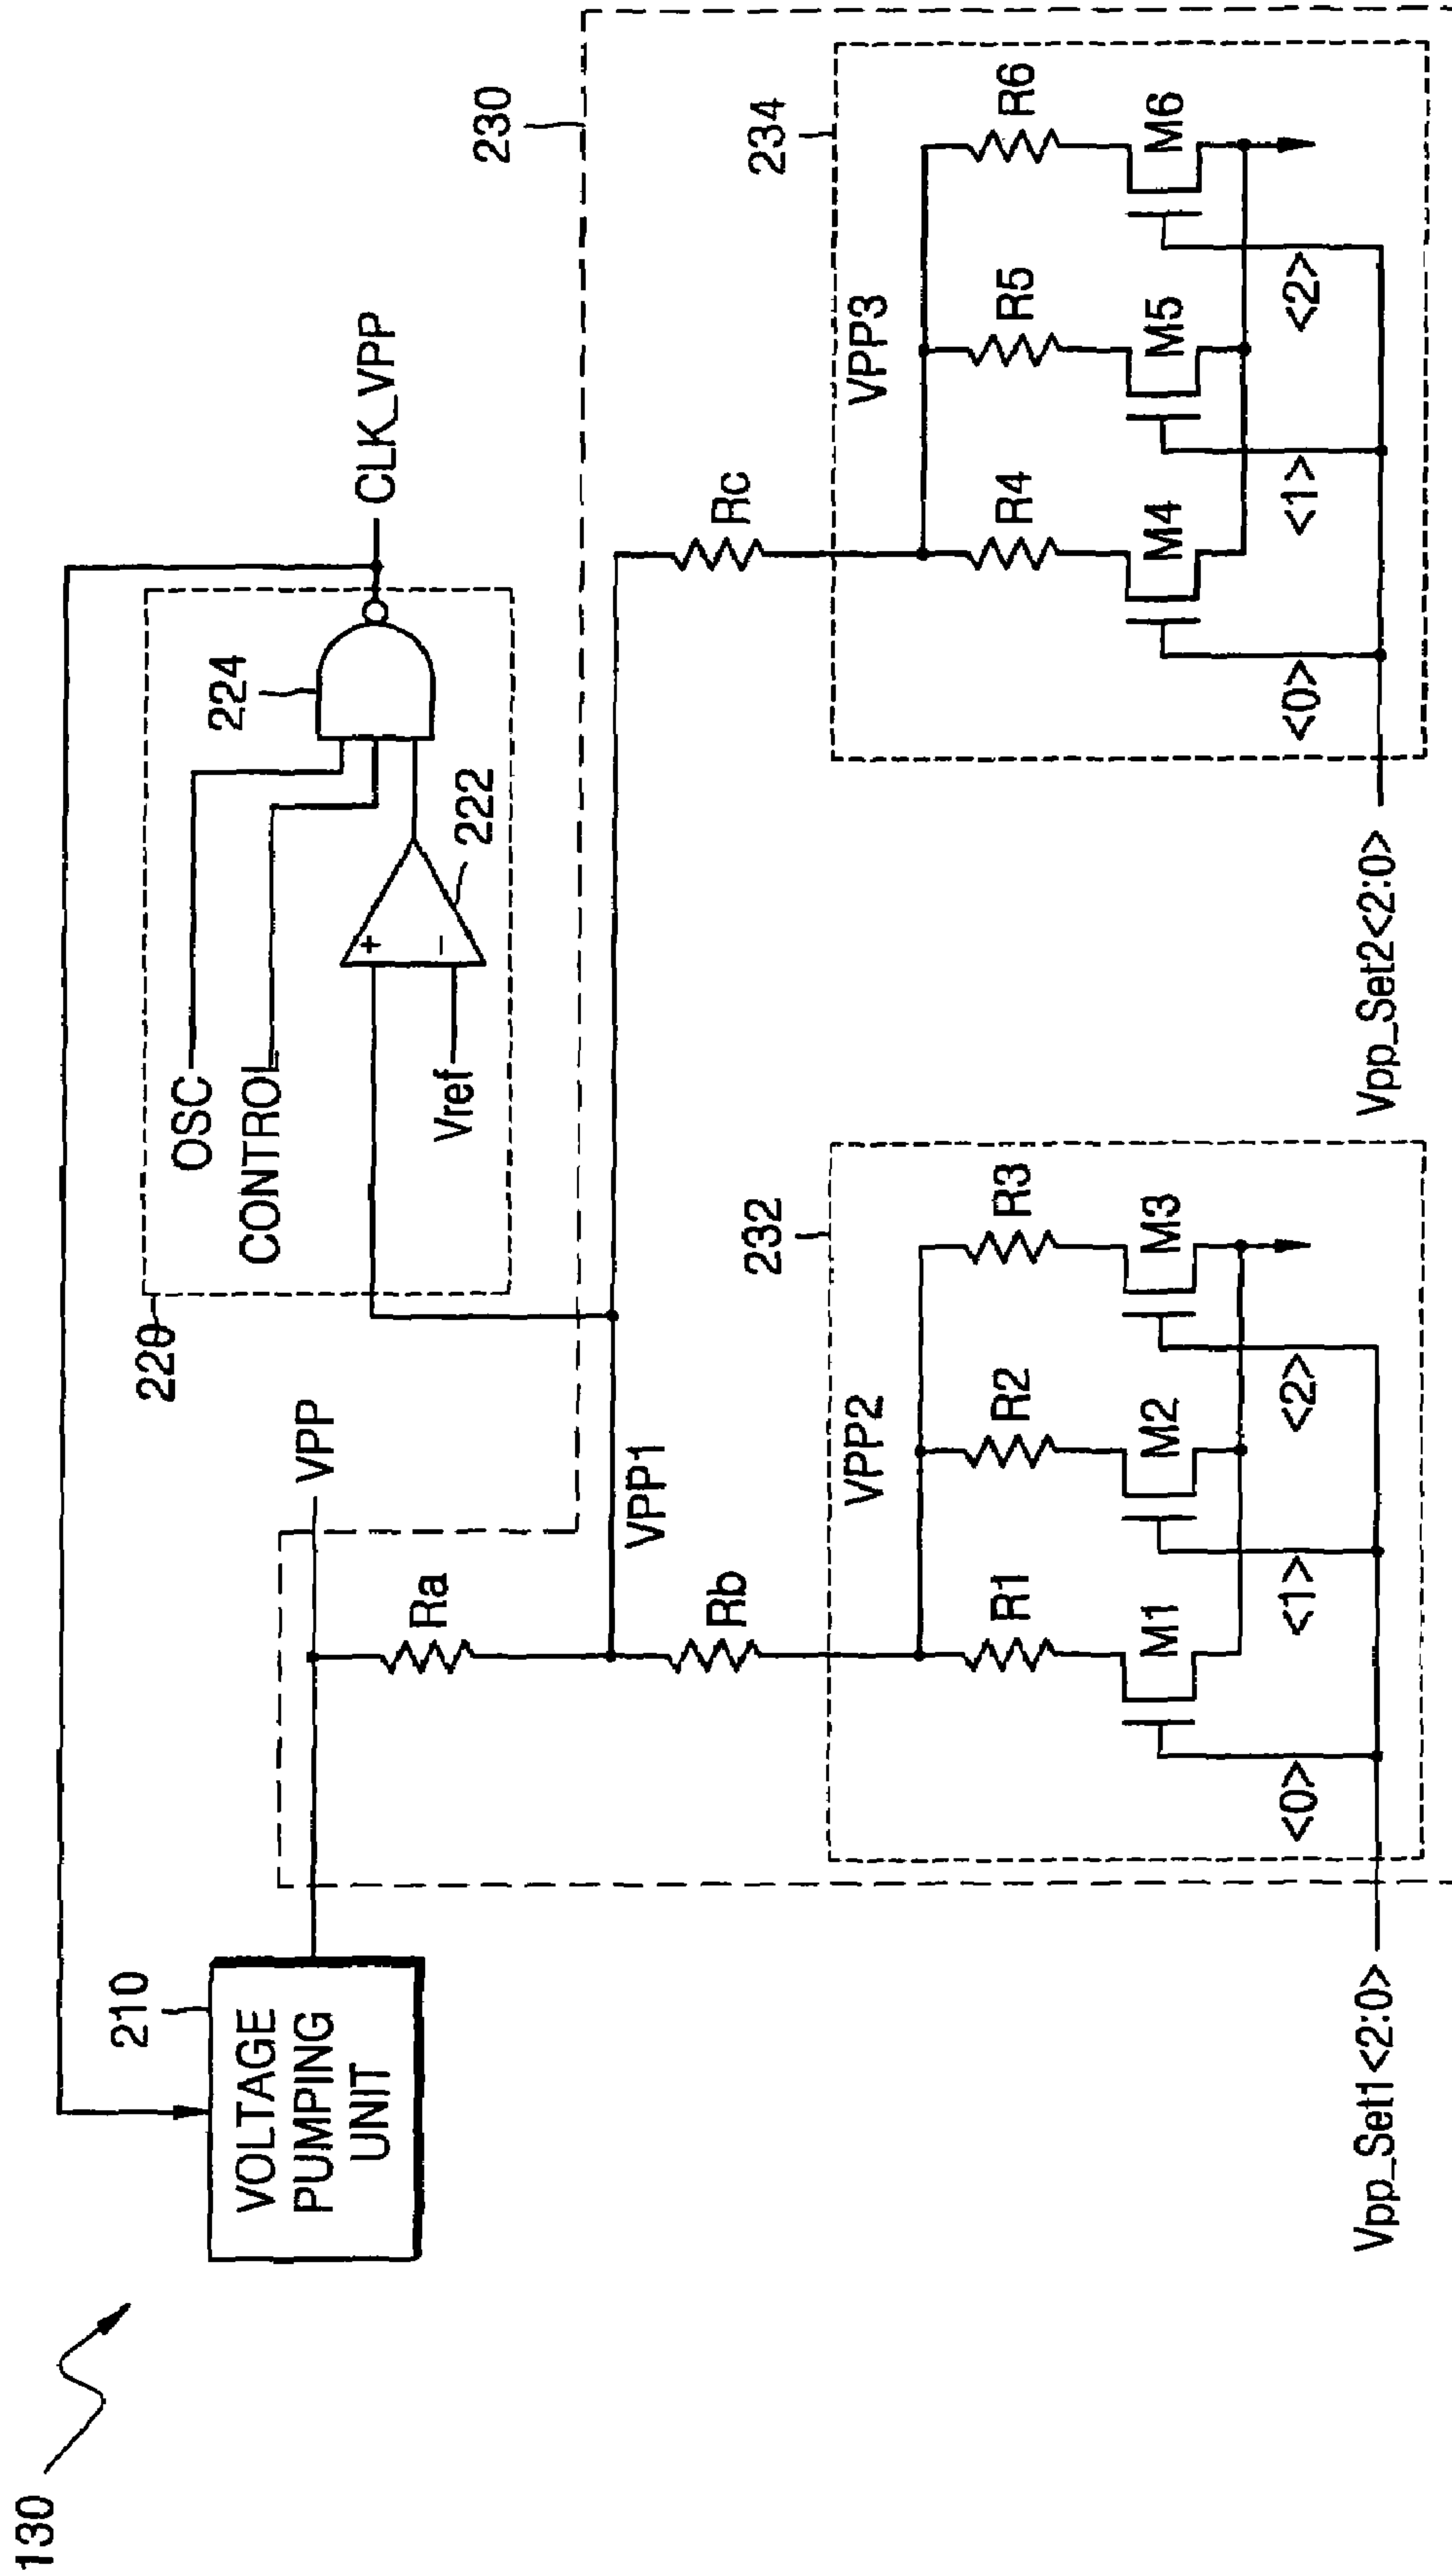 130
210
VOLTAGE
PUMPING
UNIT
220
OSC
CONTROL
Vref
+
−
222
224
CLK_VPP
VPP
230
Ra
VPP1
Rb
Rc
232
VPP2
R1
R2
R3
M1
M2
M3
<0>
<1>
<2>
Vpp_Set1<2:0>
234
VPP3
R4
R5
R6
M4
M5
M6
<0>
<1>
<2>
Vpp_Set2<2:0>